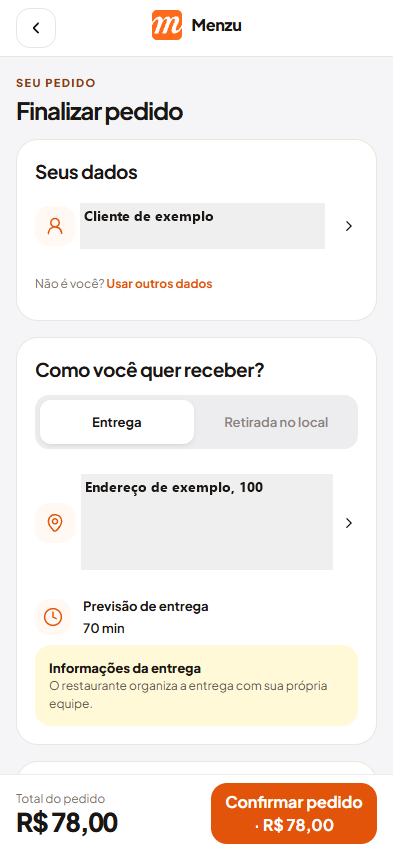 Menzu
SEU PEDIDO
Finalizar pedido
Seus dados
Cliente de exemplo
Não é você? Usar outros dados
Como você quer receber?
Entrega
Retirada no local
Endereço de exemplo, 100
Previsão de entrega
70 min
Informações da entrega
O restaurante organiza a entrega com sua própria
equipe.
Total do pedido
R$ 78,00
Confirmar pedido
· R$ 78,00